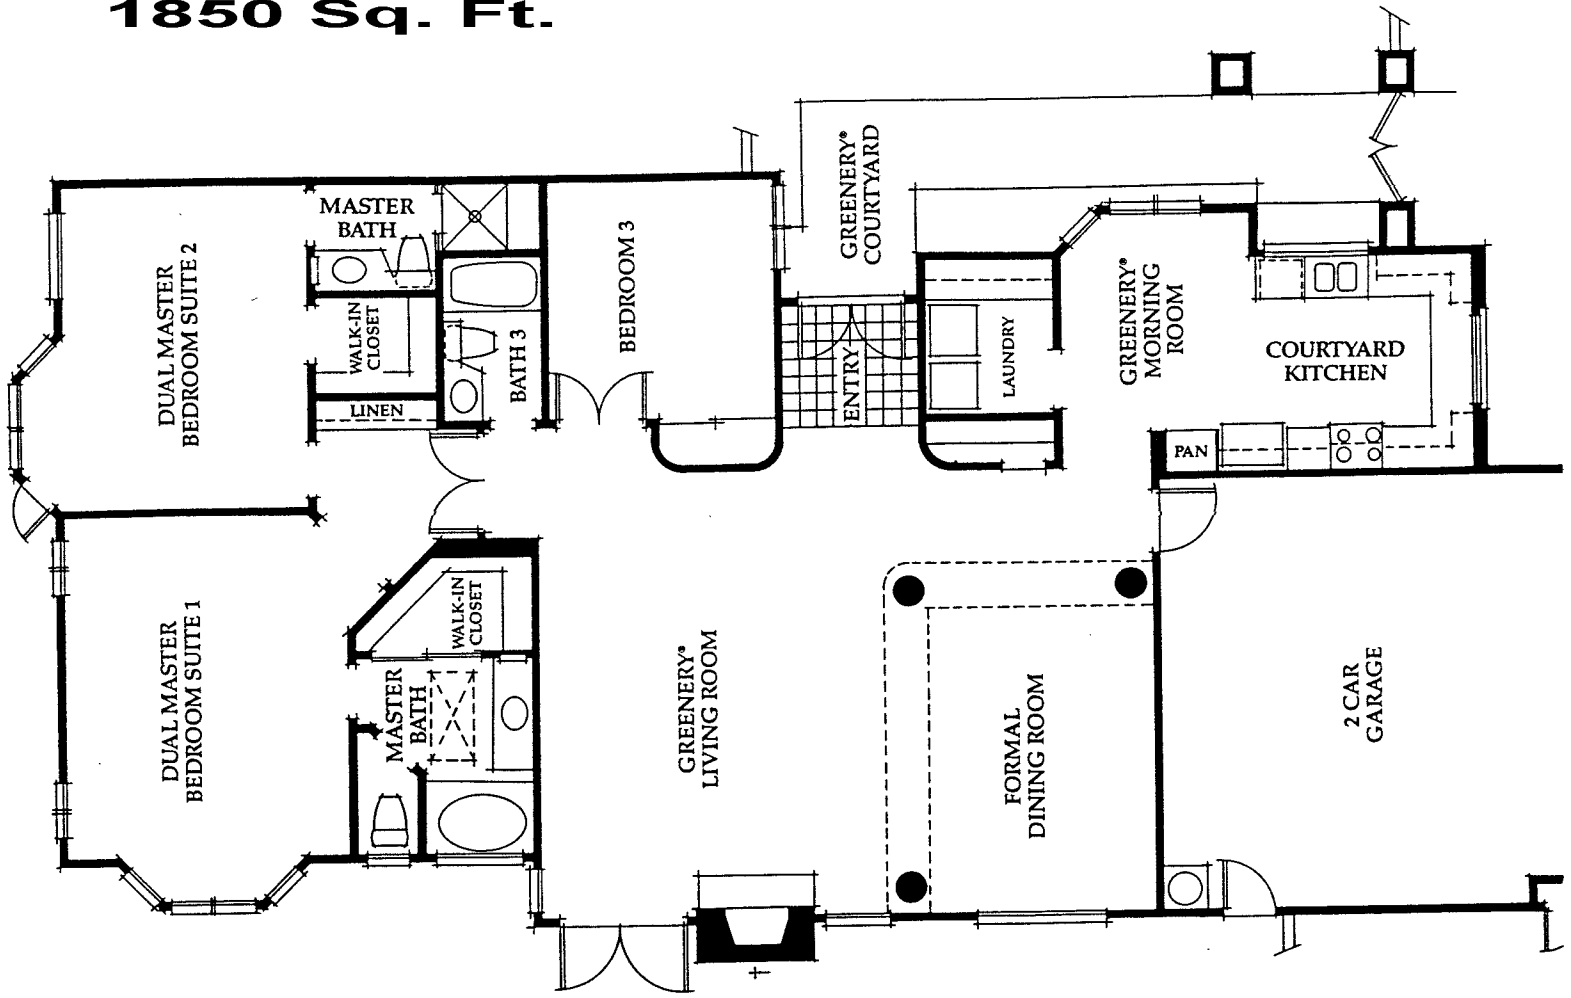 1850 Sq. Ft.
MASTER
BATH
DUAL MASTER
BEDROOM SUITE 2
WALK-IN
CLOSET
LINEN
BATH 3
BEDROOM 3
GREENERY®
COURTYARD
ENTRY
LAUNDRY
GREENERY®
MORNING
ROOM
COURTYARD
KITCHEN
PAN
DUAL MASTER
BEDROOM SUITE 1
WALK-IN
CLOSET
MASTER
BATH
GREENERY®
LIVING ROOM
FORMAL
DINING ROOM
2 CAR
GARAGE